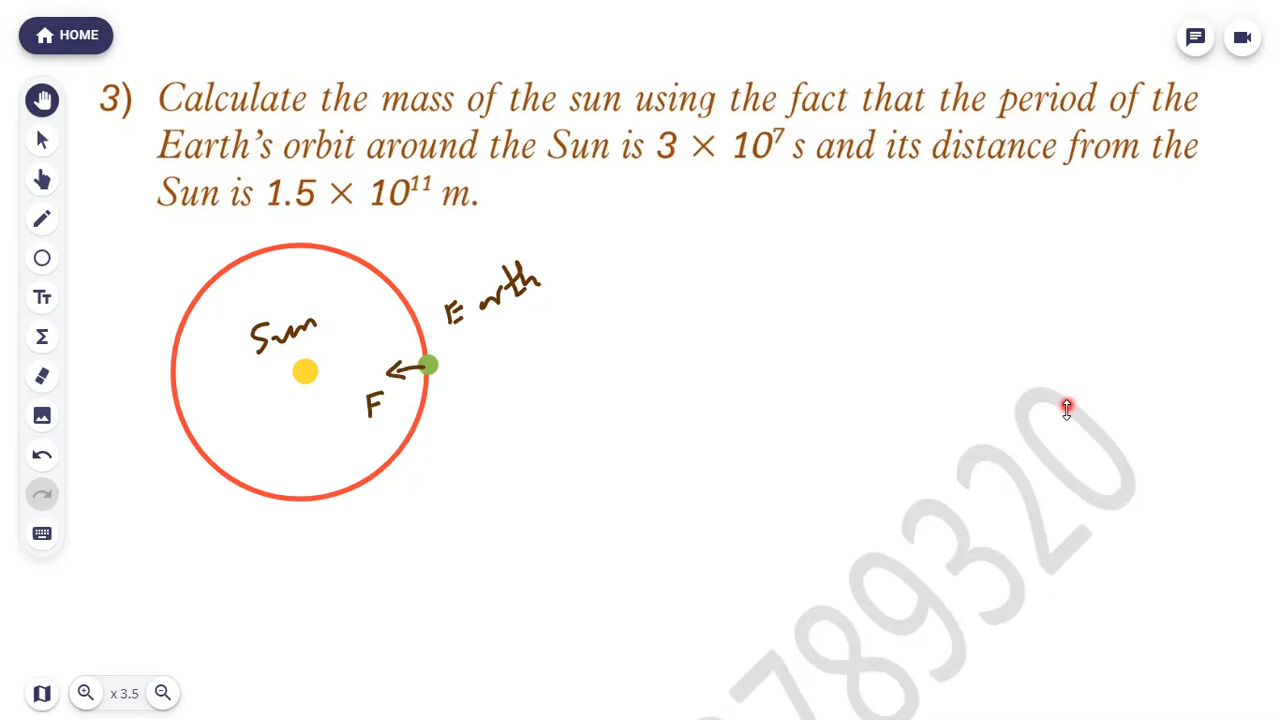 HOME
3) Calculate the mass of the sun using the fact that the period of the
Earth's orbit around the Sun is 3 × 10⁷ s and its distance from the
Sun is 1.5 × 10¹¹ m.
Earth
Sun
F
Tт
Σ
789320
x 3.5